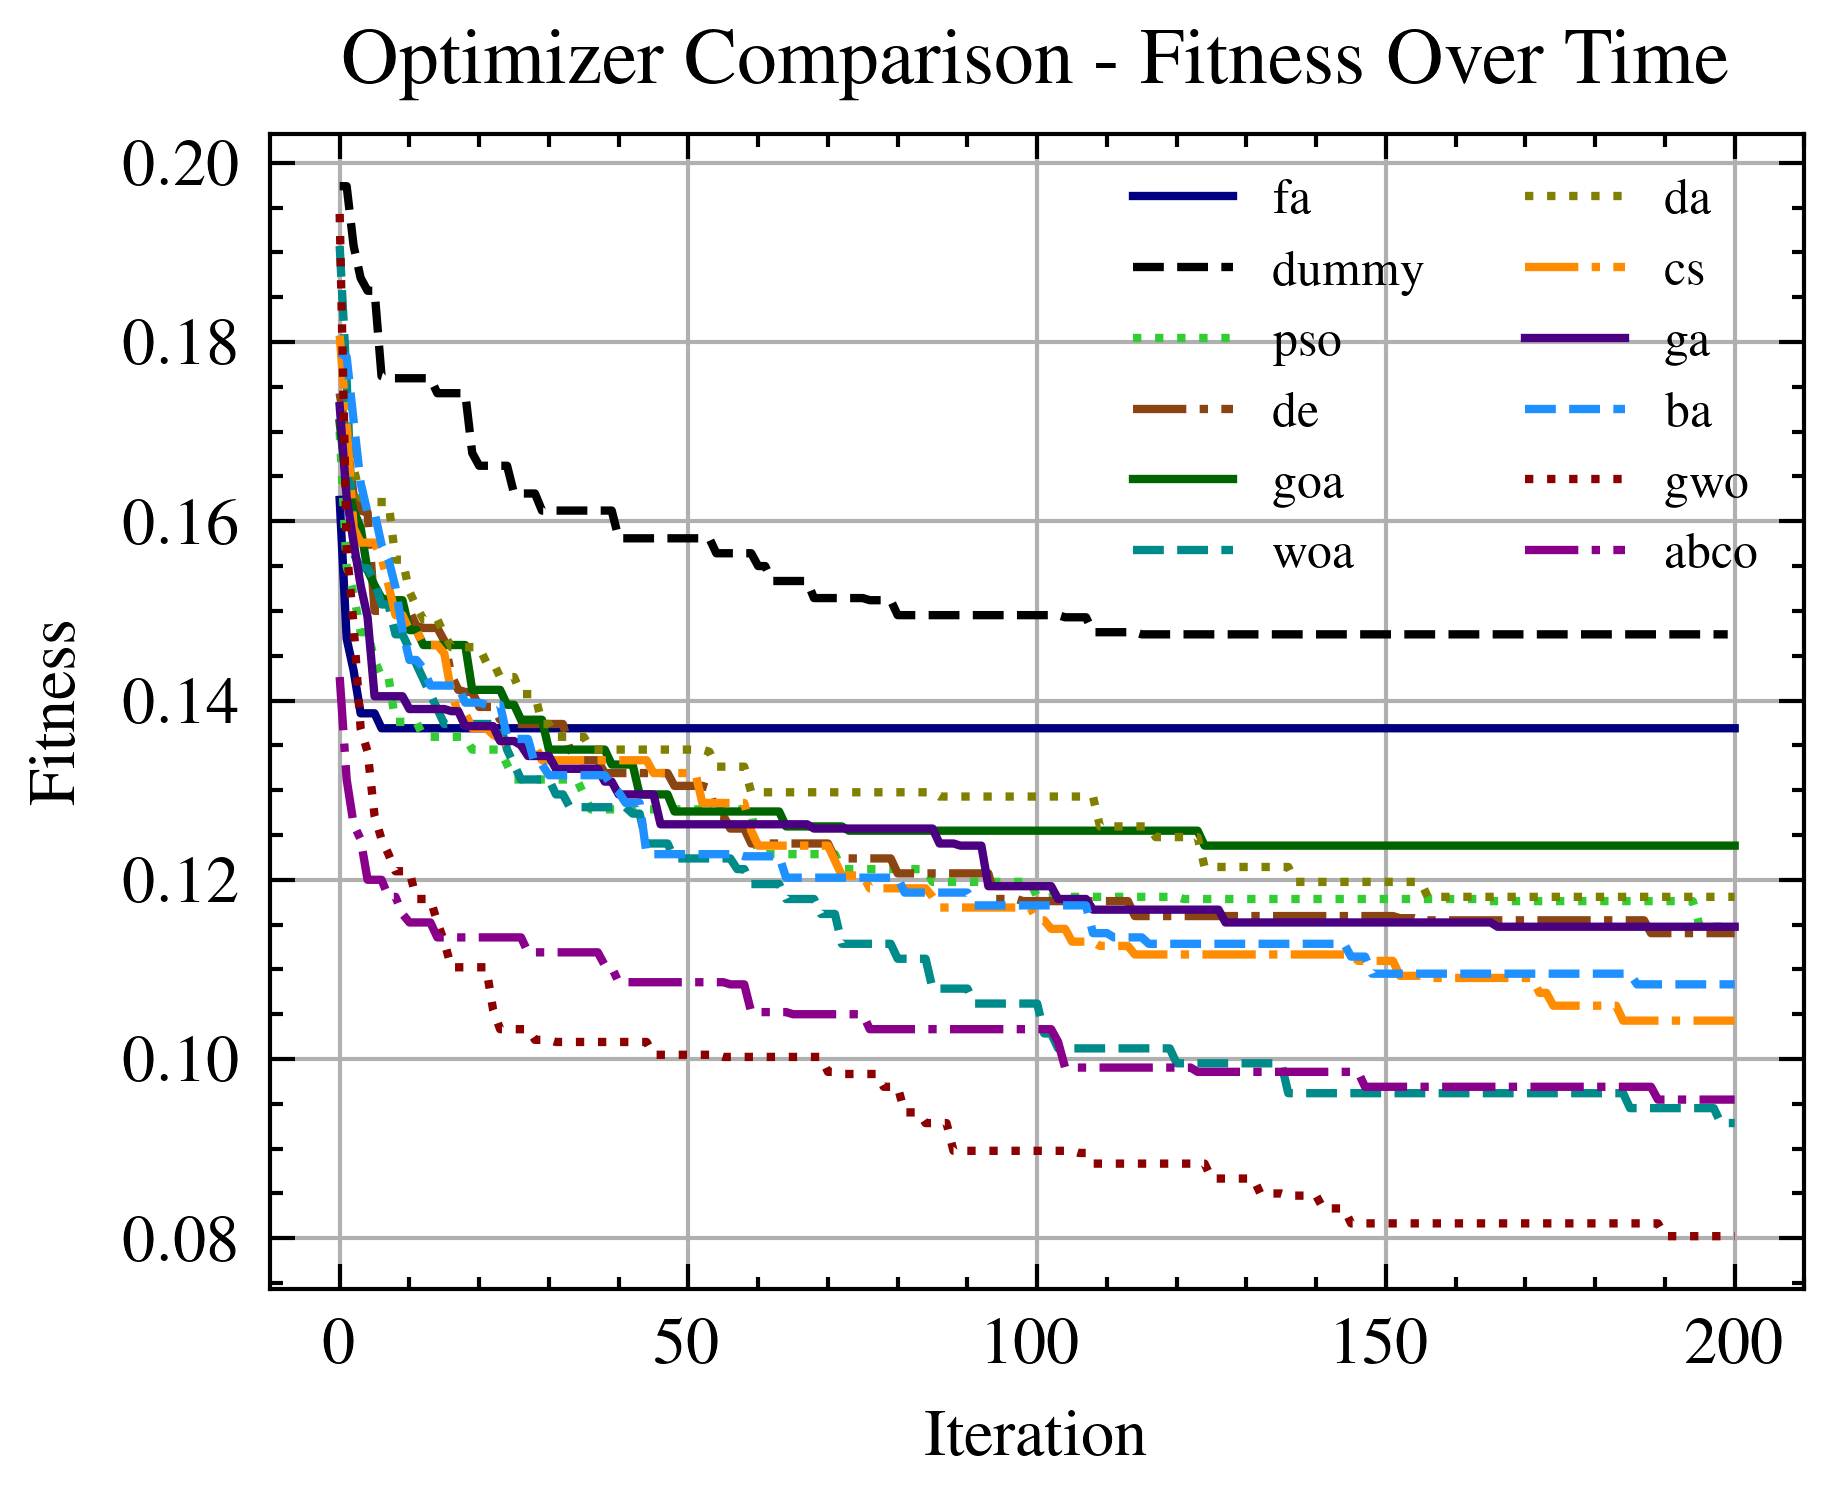 Optimizer Comparison - Fitness Over Time
0.20
0.18
0.16
0.14
0.12
0.10
0.08
Fitness
fa
dummy
pso
de
goa
woa
da
cs
ga
ba
gwo
abco
0 50 100 150 200
Iteration